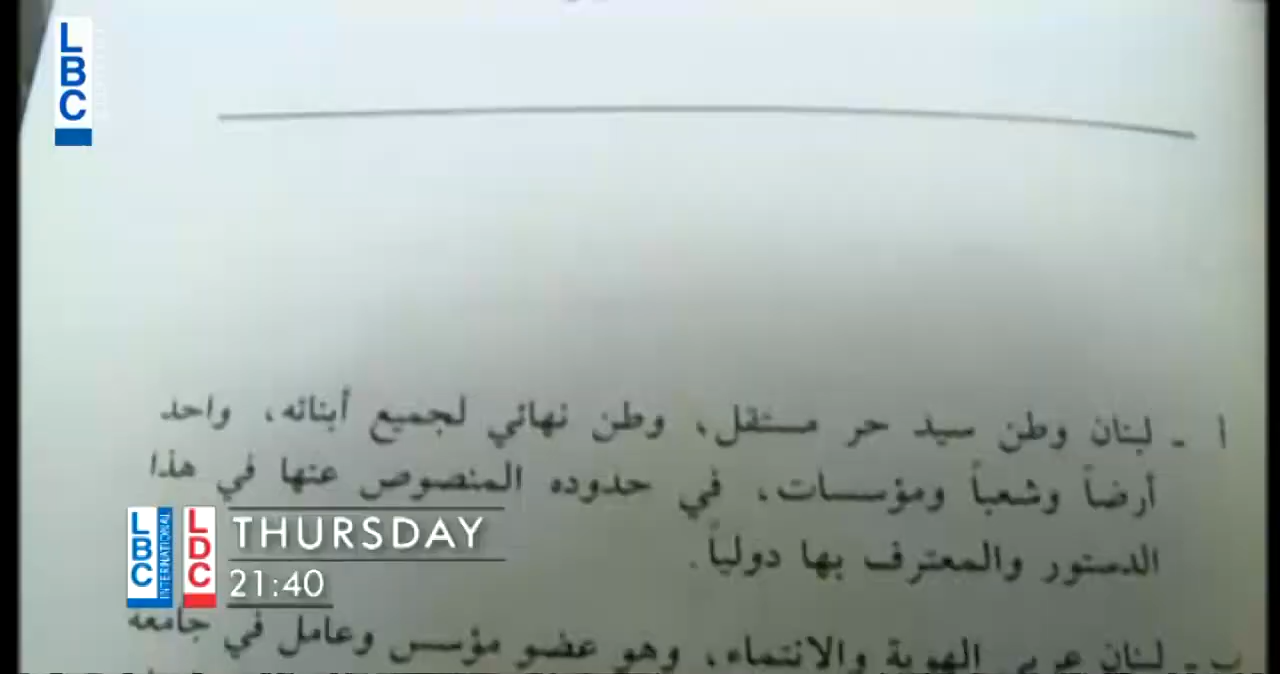 LBC
أ - لبنان وطن سيد حر مستقل، وطن نهائي لجميع أبنائه، واحد
أرضاً وشعباً ومؤسسات، في حدوده المنصوص عنها في هذا
الدستور والمعترف بها دولياً.
LBC INTERNATIONAL LDC
THURSDAY
21:40
ب - لبنان عربي الهوية والانتماء، وهو عضو مؤسس وعامل في جامعة